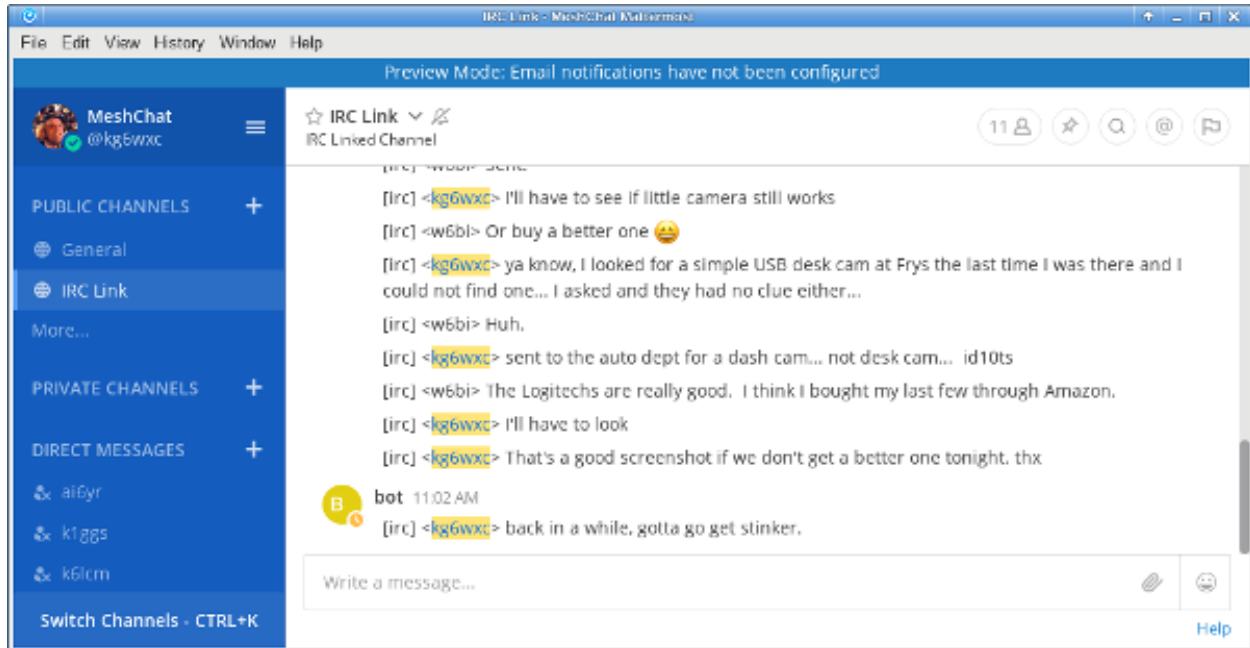 IRC Link - MeshChat Mattermost
File Edit View History Window Help
Preview Mode: Email notifications have not been configured
MeshChat
@kg6wxc
IRC Link
IRC Linked Channel
11
PUBLIC CHANNELS +
General
IRC Link
More...
PRIVATE CHANNELS +
DIRECT MESSAGES +
ai6yr
k1ggs
k6lcm
Switch Channels - CTRL+K
[irc] <w6bi> Sent.
[irc] <kg6wxc> I'll have to see if little camera still works
[irc] <w6bi> Or buy a better one 😄
[irc] <kg6wxc> ya know, I looked for a simple USB desk cam at Frys the last time I was there and I
could not find one... I asked and they had no clue either...
[irc] <w6bi> Huh.
[irc] <kg6wxc> sent to the auto dept for a dash cam... not desk cam... id10ts
[irc] <w6bi> The Logitechs are really good. I think I bought my last few through Amazon.
[irc] <kg6wxc> I'll have to look
[irc] <kg6wxc> That's a good screenshot if we don't get a better one tonight. thx
B
bot 11:02 AM
[irc] <kg6wxc> back in a while, gotta go get stinker.
Write a message...
Help